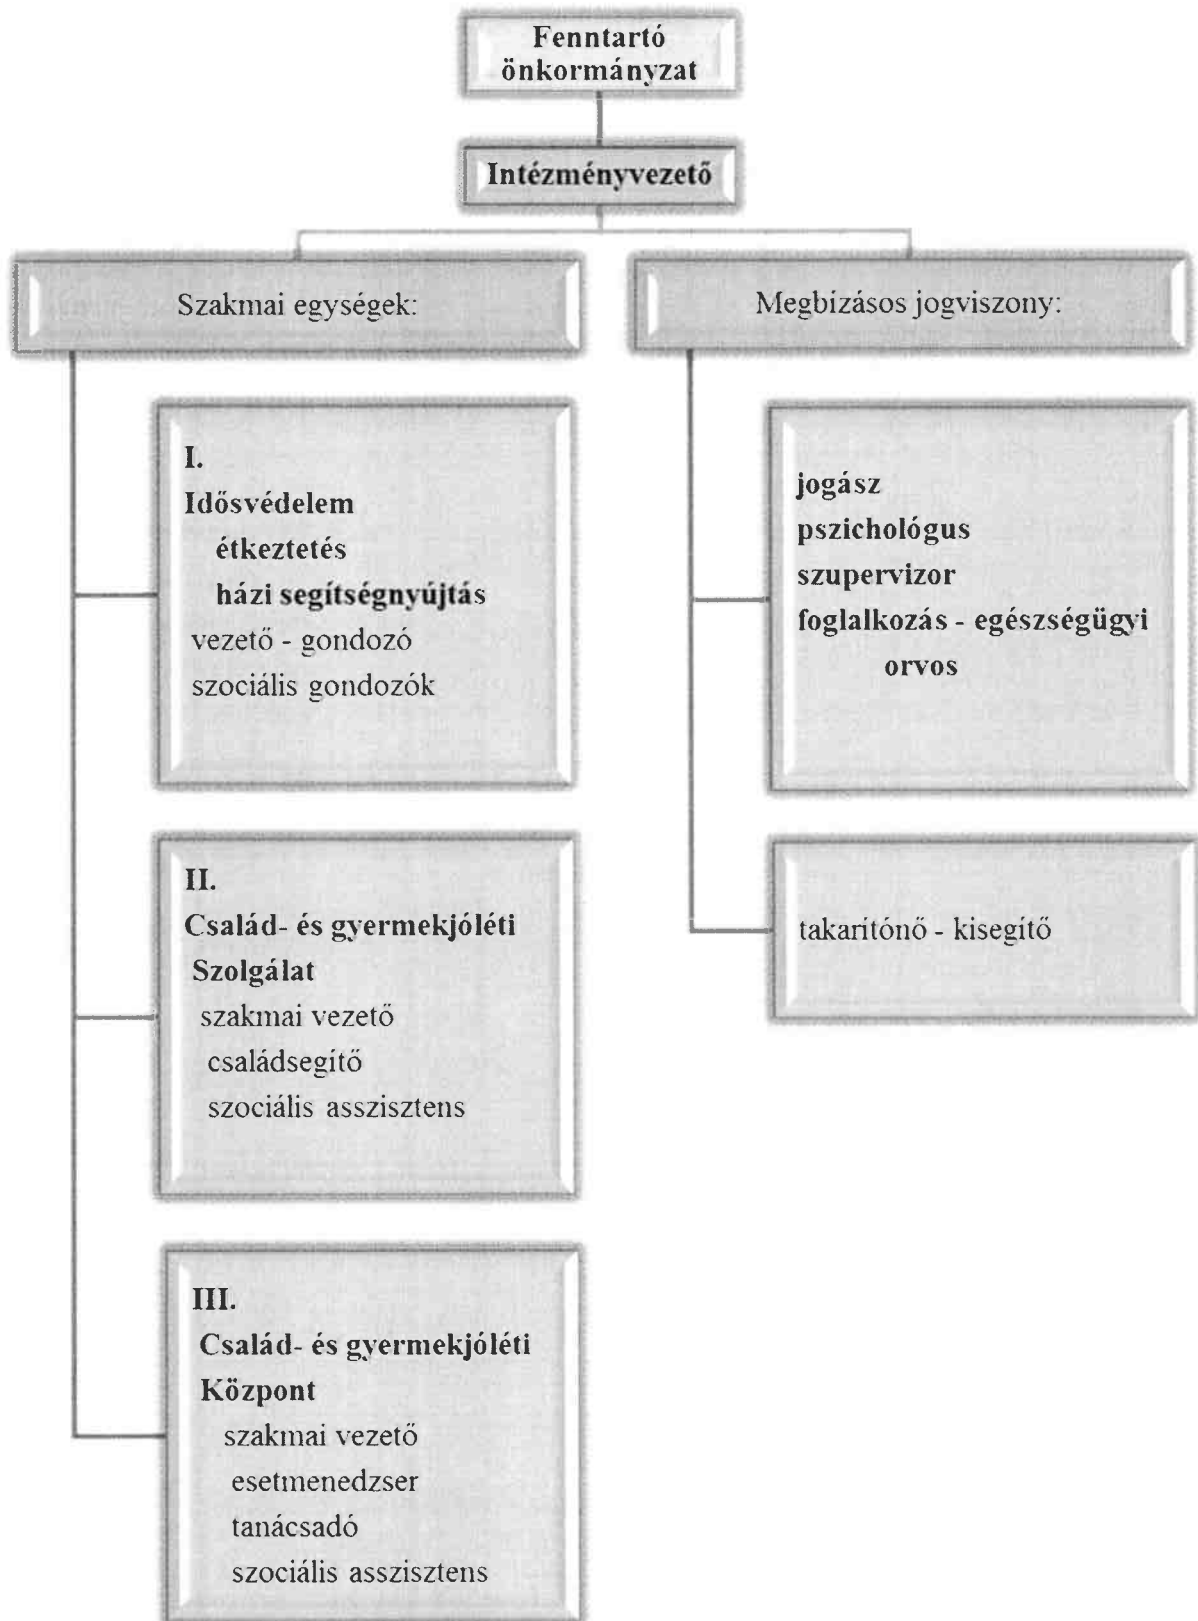 Fenntartó
önkormányzat
Intézményvezető
Szakmai egységek:
I.
Idősvédelem
étkeztetés
házi segítségnyújtás
vezető - gondozó
szociális gondozók
II.
Család- és gyermekjóléti
Szolgálat
szakmai vezető
családsegítő
szociális asszisztens
III.
Család- és gyermekjóléti
Központ
szakmai vezető
esetmenedzser
tanácsadó
szociális asszisztens
Megbízásos jogviszony:
jogász
pszichológus
szupervizor
foglalkozás - egészségügyi
orvos
takarítónő - kisegítő